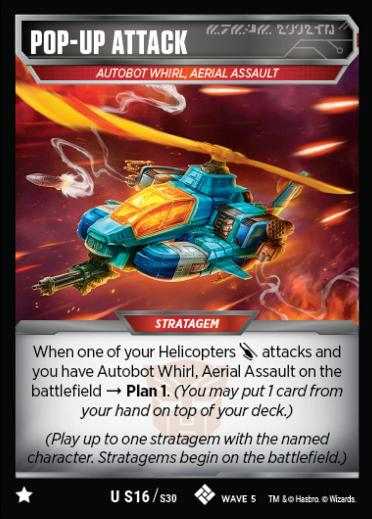 POP-UP ATTACK
AUTOBOT WHIRL, AERIAL ASSAULT
STRATAGEM
When one of your Helicopters attacks and
you have Autobot Whirl, Aerial Assault on the
battlefield → Plan 1. (You may put 1 card from
your hand on top of your deck.)
(Play up to one stratagem with the named
character. Stratagems begin on the battlefield.)
U S16/S30 WAVE 5 TM & © Hasbro. © Wizards.